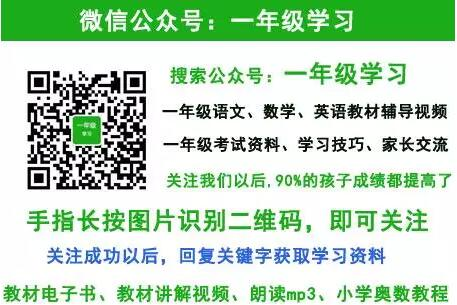 微信公众号：一年级学习
搜索公众号：一年级学习
一年级语文、数学、英语教材辅导视频
一年级考试资料、学习技巧、家长交流
关注我们以后,90%的孩子成绩都提高了
一年级
学习
手指长按图片识别二维码，即可关注
关注成功以后，回复关键字获取学习资料
教材电子书、教材讲解视频、朗读mp3、小学奥数教程